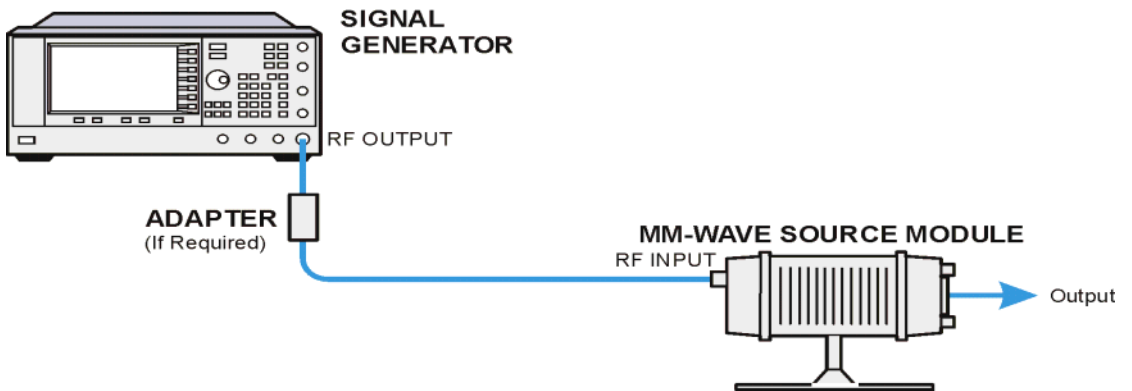 SIGNAL
GENERATOR
RF OUTPUT
ADAPTER
(If Required)
MM-WAVE SOURCE MODULE
RF INPUT
Output